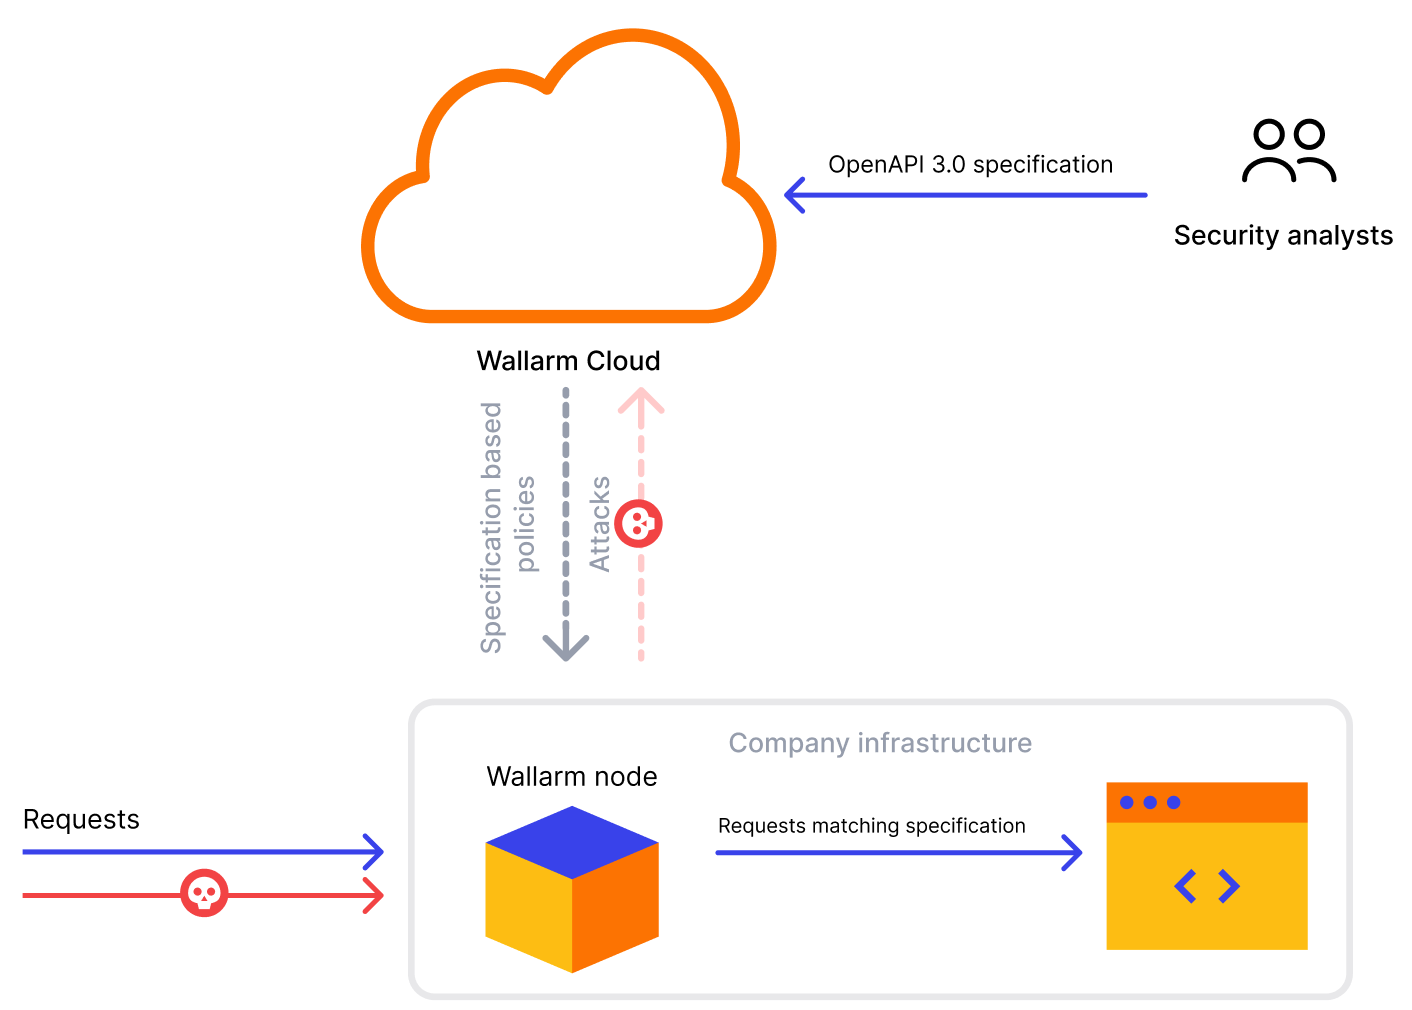 OpenAPI 3.0 specification
Security analysts
Wallarm Cloud
Specification based
policies
Attacks
Company infrastructure
Wallarm node
Requests
Requests matching specification